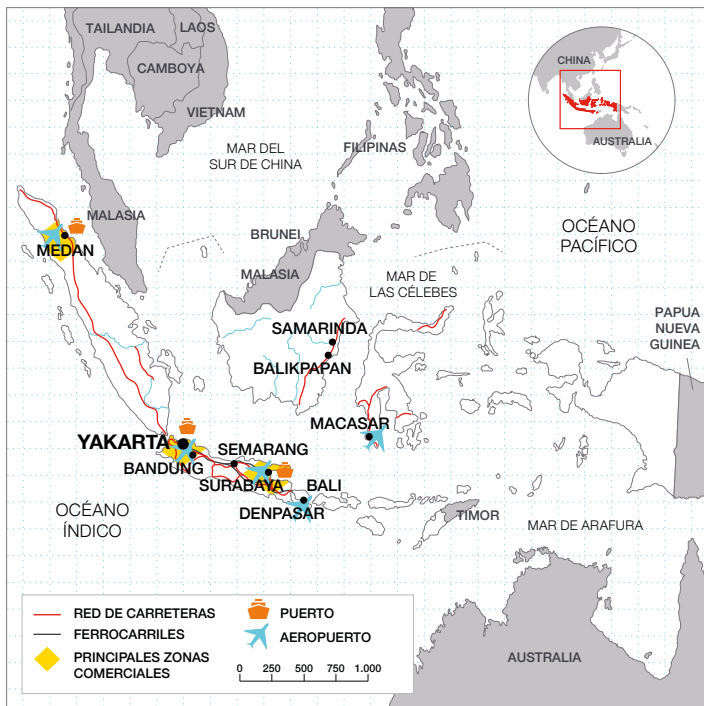 TAILANDIA
LAOS
CAMBOYA
VIETNAM
MAR DEL
SUR DE CHINA
FILIPINAS
CHINA
AUSTRALIA
MALASIA
MEDAN
BRUNEI
MALASIA
OCÉANO
PACÍFICO
MAR DE
LAS CÉLEBES
SAMARINDA
BALIKPAPAN
PAPUA
NUEVA
GUINEA
MACASAR
YAKARTA
BANDUNG
SEMARANG
SURABAYA
BALI
DENPASAR
TIMOR
OCÉANO
ÍNDICO
MAR DE ARAFURA
AUSTRALIA
RED DE CARRETERAS
FERROCARRILES
PRINCIPALES ZONAS
COMERCIALES
PUERTO
AEROPUERTO
0 250 500 750 1.000